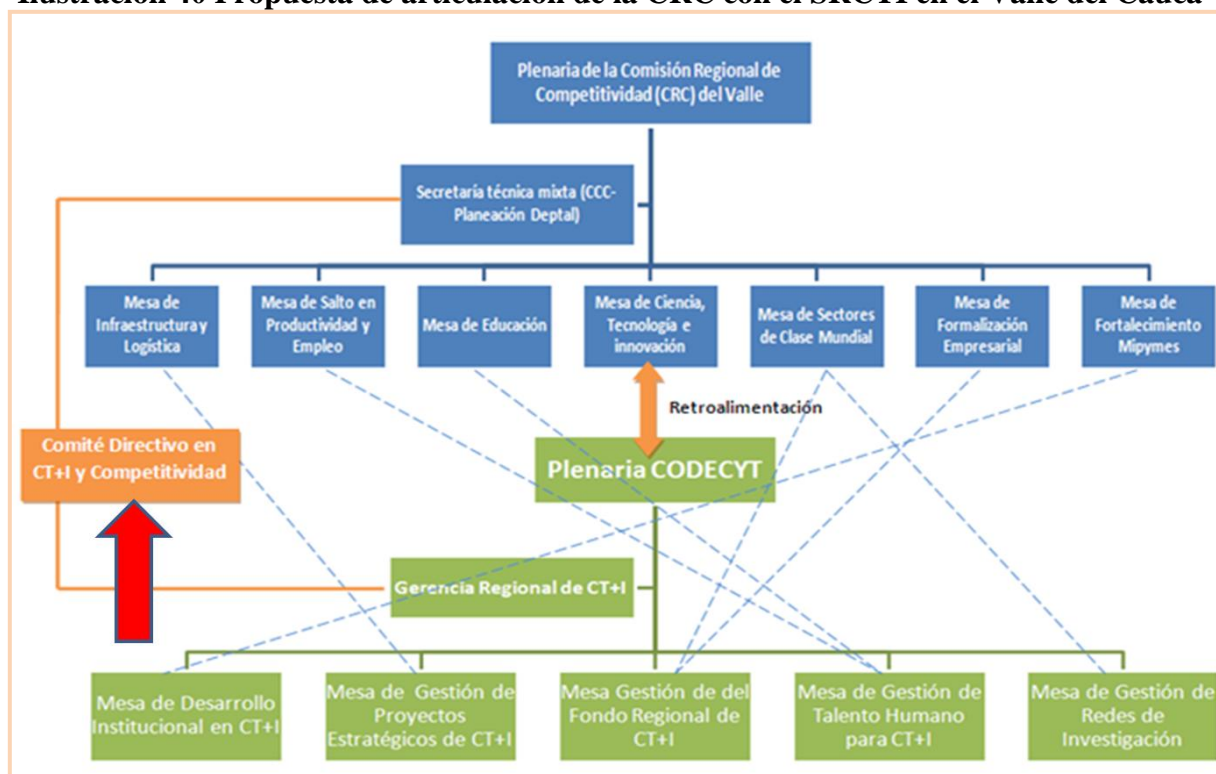 Ilustración 40 Propuesta de articulación de la CRC con el SRCTI en el Valle del Cauca
Plenaria de la Comisión Regional de
Competitividad (CRC) del Valle
Secretaría técnica mixta (CCC-
Planeación Deptal)
Mesa de
Infraestructura y
Logística
Mesa de Salto en
Productividad y
Empleo
Mesa de Educación
Mesa de Ciencia,
Tecnología e
innovación
Mesa de Sectores
de Clase Mundial
Mesa de
Formalización
Empresarial
Mesa de
Fortalecimiento
Mipymes
Retroalimentación
Comité Directivo en
CT+I y Competitividad
Plenaria CODECYT
Gerencia Regional de CT+I
Mesa de Desarrollo
Institucional en CT+I
Mesa de Gestión de
Proyectos
Estratégicos de CT+I
Mesa Gestión de del
Fondo Regional de
CT+I
Mesa de Gestión de
Talento Humano
para CT+I
Mesa de Gestión de
Redes de
Investigación